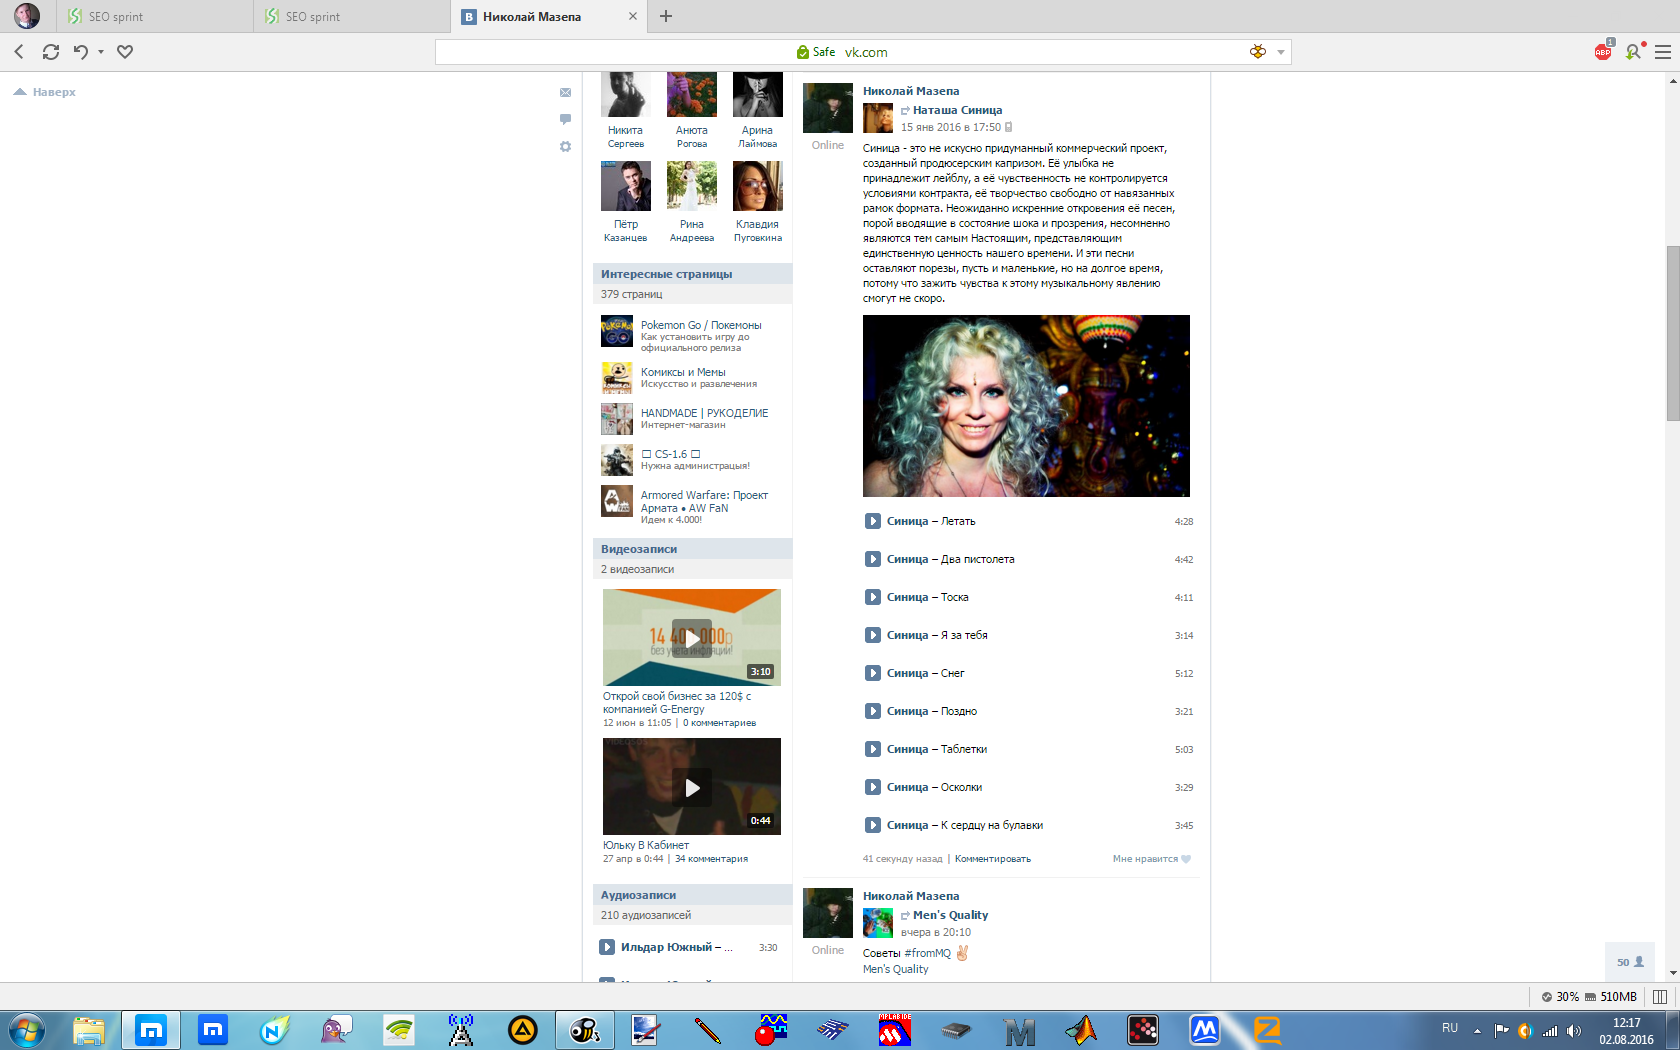 SEO sprint
SEO sprint
Николай Мазепа
Safe vk.com
ABP
1
Наверх
Никита Сергеев
Анюта Рогова
Арина Лаймова
Пётр Казанцев
Рина Андреева
Клавдия Пуговкина
Интересные страницы
379 страниц
Pokemon Go / Покемоны
Как установить игру до
официального релиза
Комиксы и Мемы
Искусство и развлечения
HANDMADE | РУКОДЕЛИЕ
Интернет-магазин
CS-1.6
Нужна администрацыя!
Armored Warfare: Проект
Армата • AW FaN
Идем к 4.000!
Видеозаписи
2 видеозаписи
14 400 000р
без учета инфляции!
3:10
Открой свой бизнес за 120$ с
компанией G-Energy
12 июн в 11:05 | 0 комментариев
0:44
Юльку В Кабинет
27 апр в 0:44 | 34 комментария
Аудиозаписи
210 аудиозаписей
Ильдар Южный – ... 3:30
Николай Мазепа
Наташа Синица
15 янв 2016 в 17:50
Online
Синица - это не искусно придуманный коммерческий проект,
созданный продюсерским капризом. Её улыбка не
принадлежит лейблу, а её чувственность не контролируется
условиями контракта, её творчество свободно от навязанных
рамок формата. Неожиданно искренние откровения её песен,
порой вводящие в состояние шока и прозрения, несомненно
являются тем самым Настоящим, представляющим
единственную ценность нашего времени. И эти песни
оставляют порезы, пусть и маленькие, но на долгое время,
потому что зажить чувства к этому музыкальному явлению
смогут не скоро.
Синица – Летать 4:28
Синица – Два пистолета 4:42
Синица – Тоска 4:11
Синица – Я за тебя 3:14
Синица – Снег 5:12
Синица – Поздно 3:21
Синица – Таблетки 5:03
Синица – Осколки 3:29
Синица – К сердцу на булавки 3:45
41 секунду назад | Комментировать Мне нравится
Николай Мазепа
Men's Quality
вчера в 20:10
Online
Советы #fromMQ ✌
Men's Quality
50
30% 510MB
MPLAB IDE
RU
12:17
02.08.2016